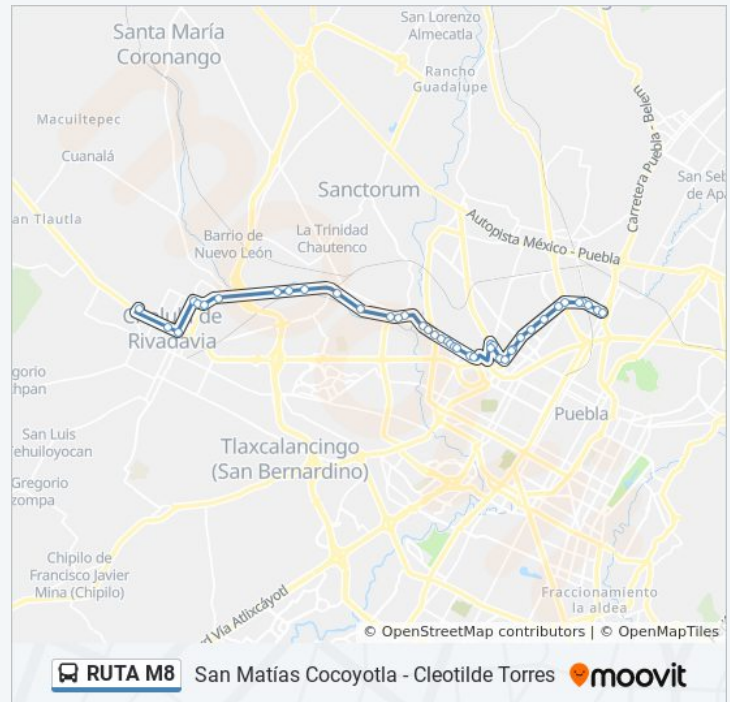 Santa María
Coronango
San Lorenzo
Almecatla
Rancho
Guadalupe
Macuiltepec
Cuanalá
Sanctorum
Carretera Puebla - Belem
San Seb
de Apa
an Tlautla
Barrio de
Nuevo León
La Trinidad
Chautenco
Autopista México - Puebla
de
Rivadavia
gorio
hpan
Puebla
San Luis
Tehuiloyocan
Tlaxcalancingo
(San Bernardino)
Gregorio
zompa
Chipilo de
Francisco Javier
Mina (Chipilo)
rd Vía Atlixcáyotl
Fraccionamiento
la aldea
© OpenStreetMap contributors | © OpenMapTiles
RUTA M8 San Matías Cocoyotla - Cleotilde Torres moovit